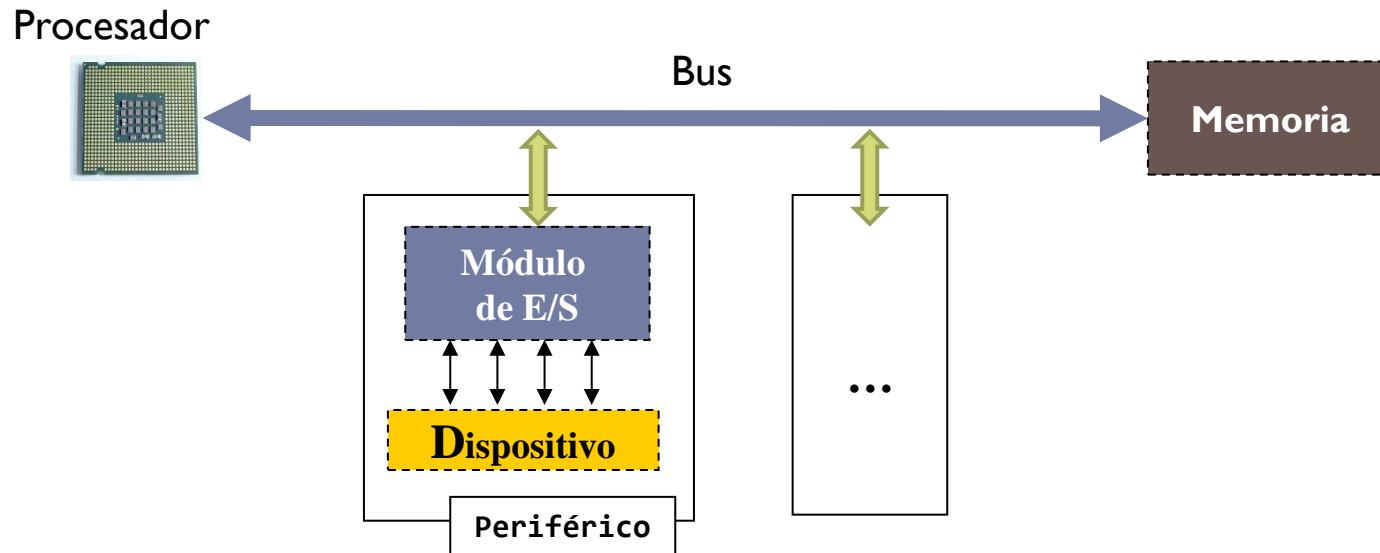 Procesador
Bus
Memoria
Módulo
de E/S
...
Dispositivo
Periférico